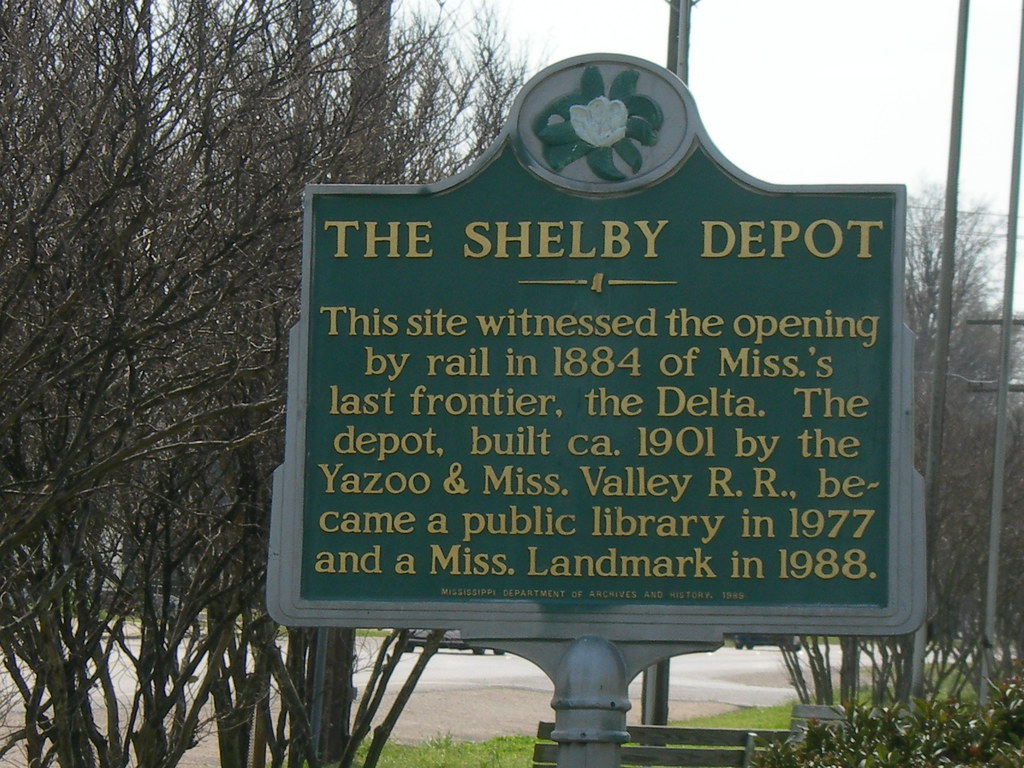 THE SHELBY DEPOT
This site witnessed the opening
by rail in 1884 of Miss.'s
last frontier, the Delta. The
depot, built ca. 1901 by the
Yazoo & Miss. Valley R. R., be-
came a public library in 1977
and a Miss. Landmark in 1988.
MISSISSIPPI DEPARTMENT OF ARCHIVES AND HISTORY, 1989